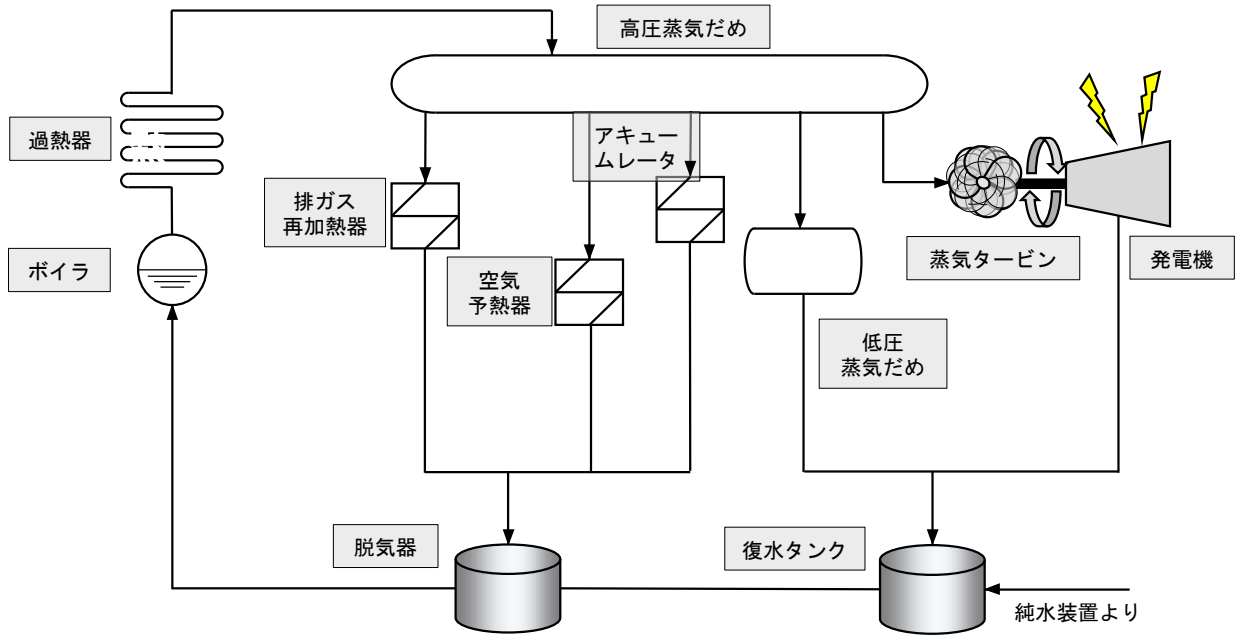 高圧蒸気だめ
過熱器
アキュー
ムレータ
排ガス
再加熱器
ボイラ
空気
予熱器
蒸気タービン
発電機
低圧
蒸気だめ
脱気器
復水タンク
純水装置より